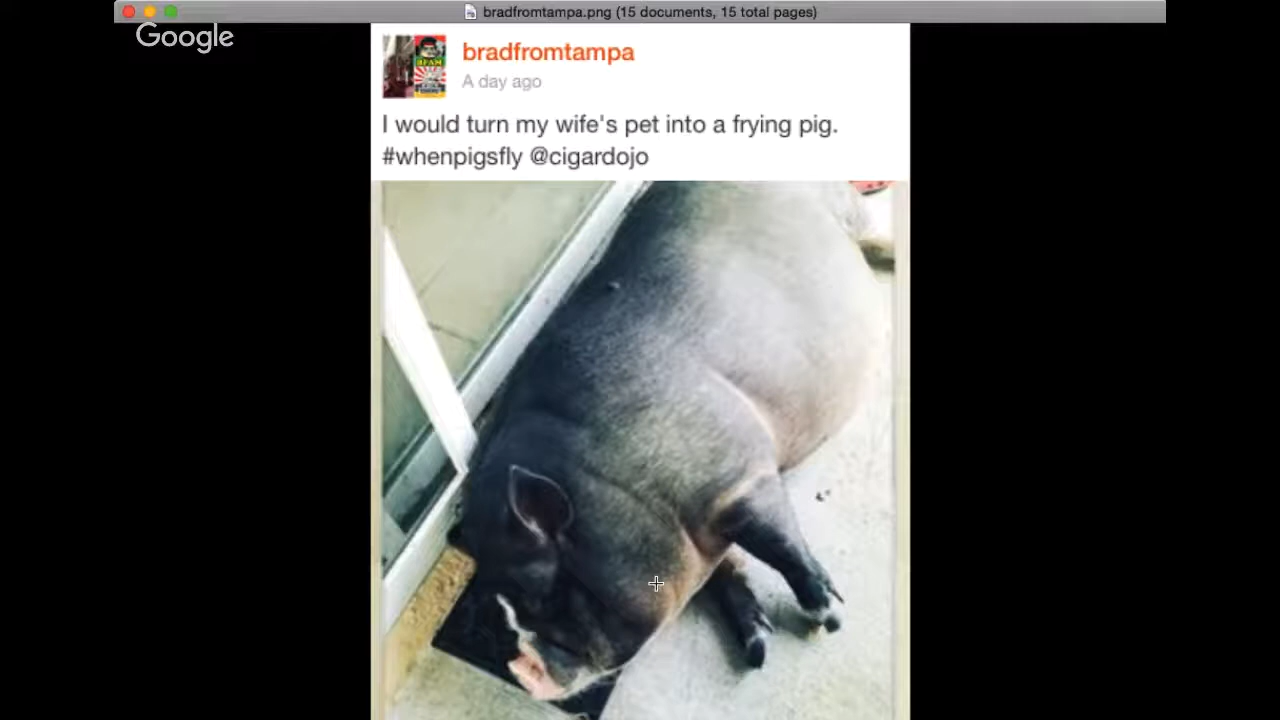 bradfromtampa.png (15 documents, 15 total pages)
Google
bradfromtampa
A day ago
I would turn my wife's pet into a frying pig.
#whenpigsfly @cigardojo